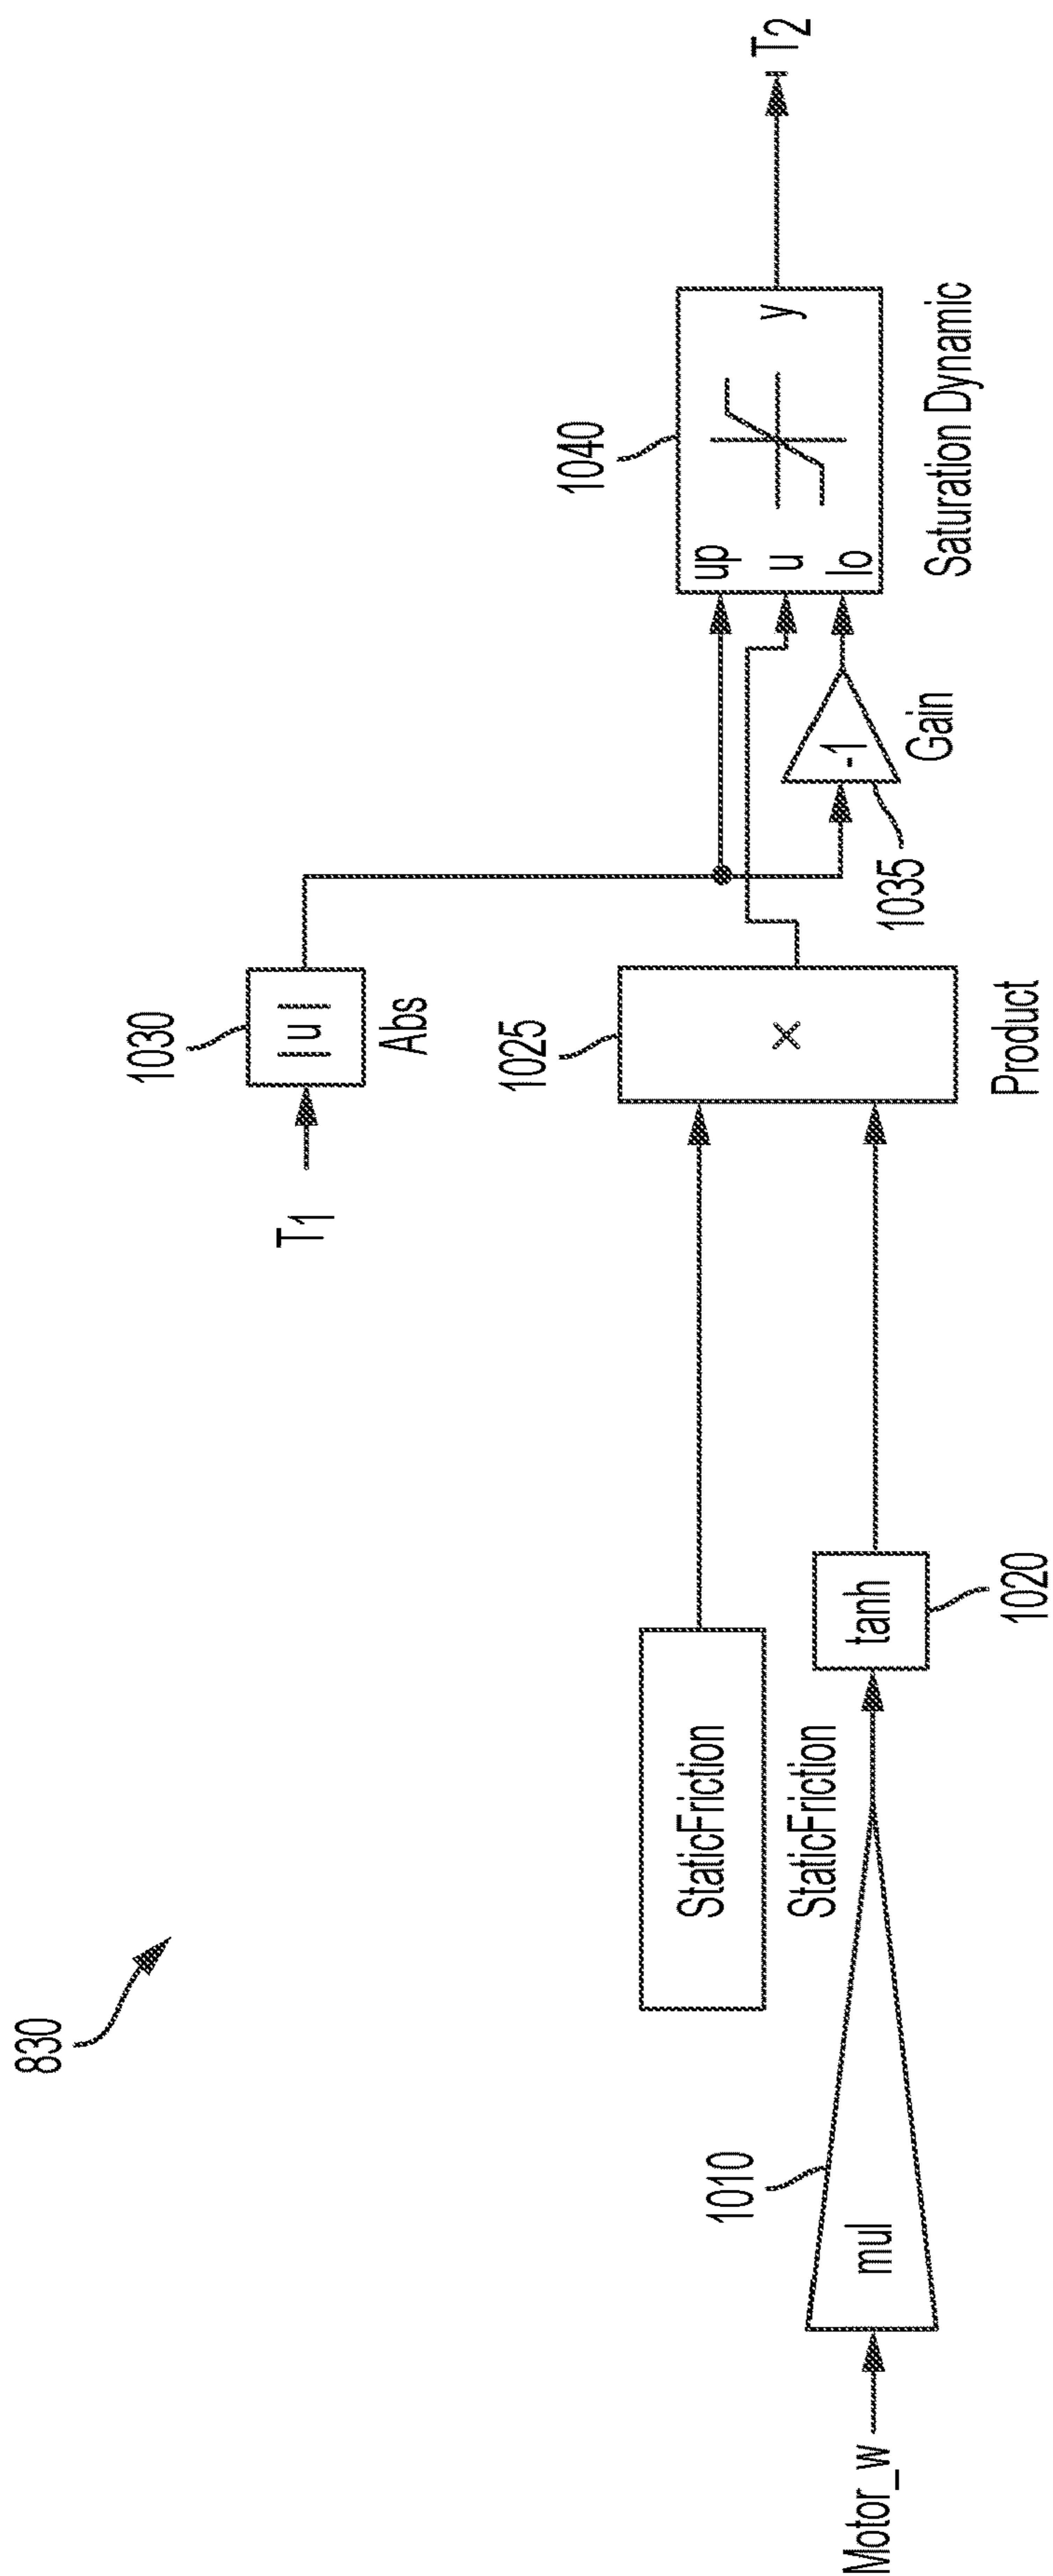 830
Motor_w
mul
1010
StaticFriction
StaticFriction
tanh
1020
T1
1030
|u|
Abs
1025
×
Product
-1
Gain
1035
1040
up
u
lo
y
Saturation Dynamic
T2